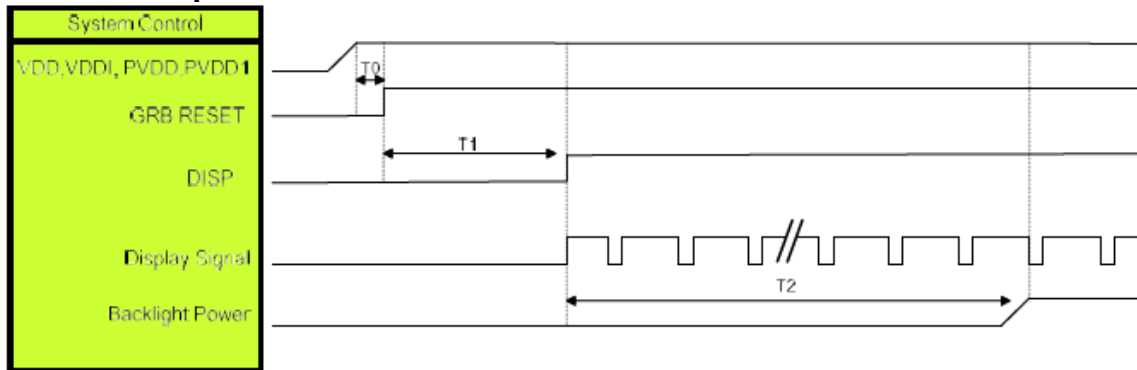 System Control
VDD,VDDI, PVDD,PVDD1
T0
GRB RESET
T1
DISP
Display Signal
T2
Backlight Power